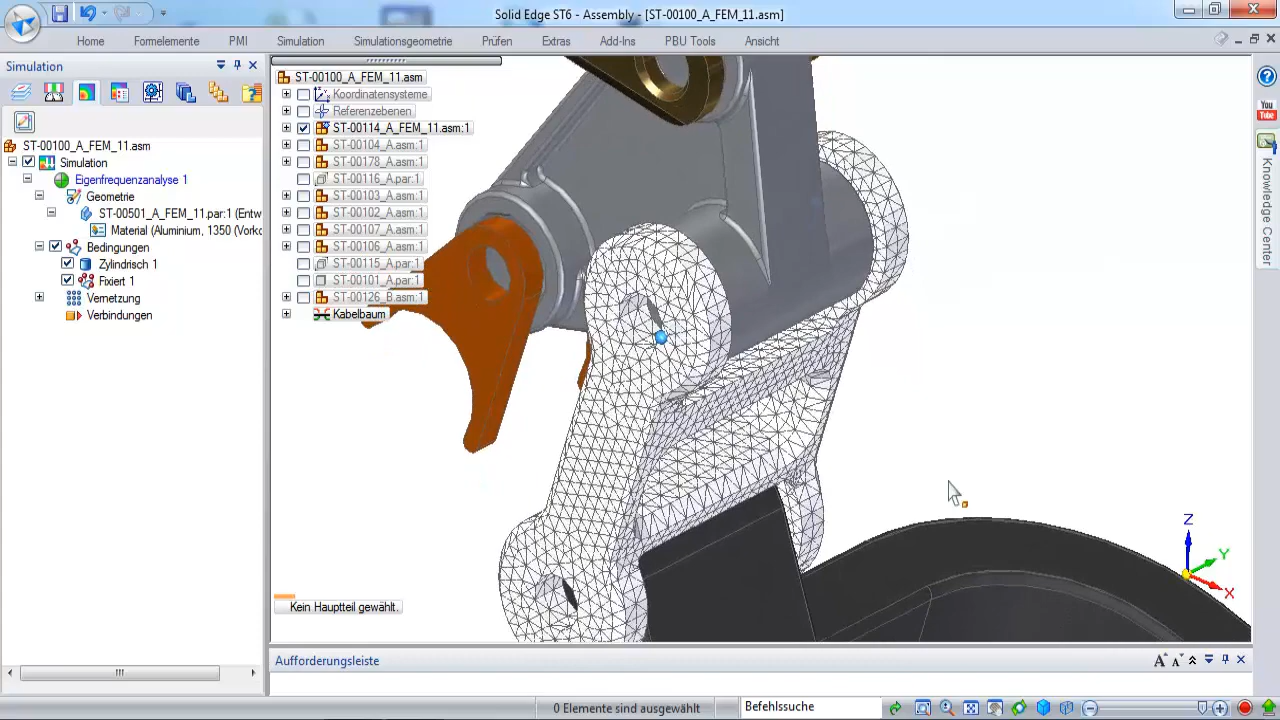 Solid Edge ST6 - Assembly - [ST-00100_A_FEM_11.asm]
Home Formelemente PMI Simulation Simulationsgeometrie Prüfen Extras Add-Ins PBU Tools Ansicht
Simulation
ST-00100_A_FEM_11.asm
Simulation
Eigenfrequenzanalyse 1
Geometrie
ST-00501_A_FEM_11.par:1 (Entw
Material (Aluminium, 1350 (Vorko
Bedingungen
Zylindrisch 1
Fixiert 1
Vernetzung
Verbindungen
ST-00100_A_FEM_11.asm
Koordinatensysteme
Referenzebenen
ST-00114_A_FEM_11.asm:1
ST-00104_A.asm:1
ST-00178_A.asm:1
ST-00116_A.par:1
ST-00103_A.asm:1
ST-00102_A.asm:1
ST-00107_A.asm:1
ST-00106_A.asm:1
ST-00115_A.par:1
ST-00101_A.par:1
ST-00126_B.asm:1
Kabelbaum
Kein Hauptteil gewählt.
Z
Y
X
You
Tube
Knowledge Center
Aufforderungsleiste
A A
0 Elemente sind ausgewählt
Befehlssuche